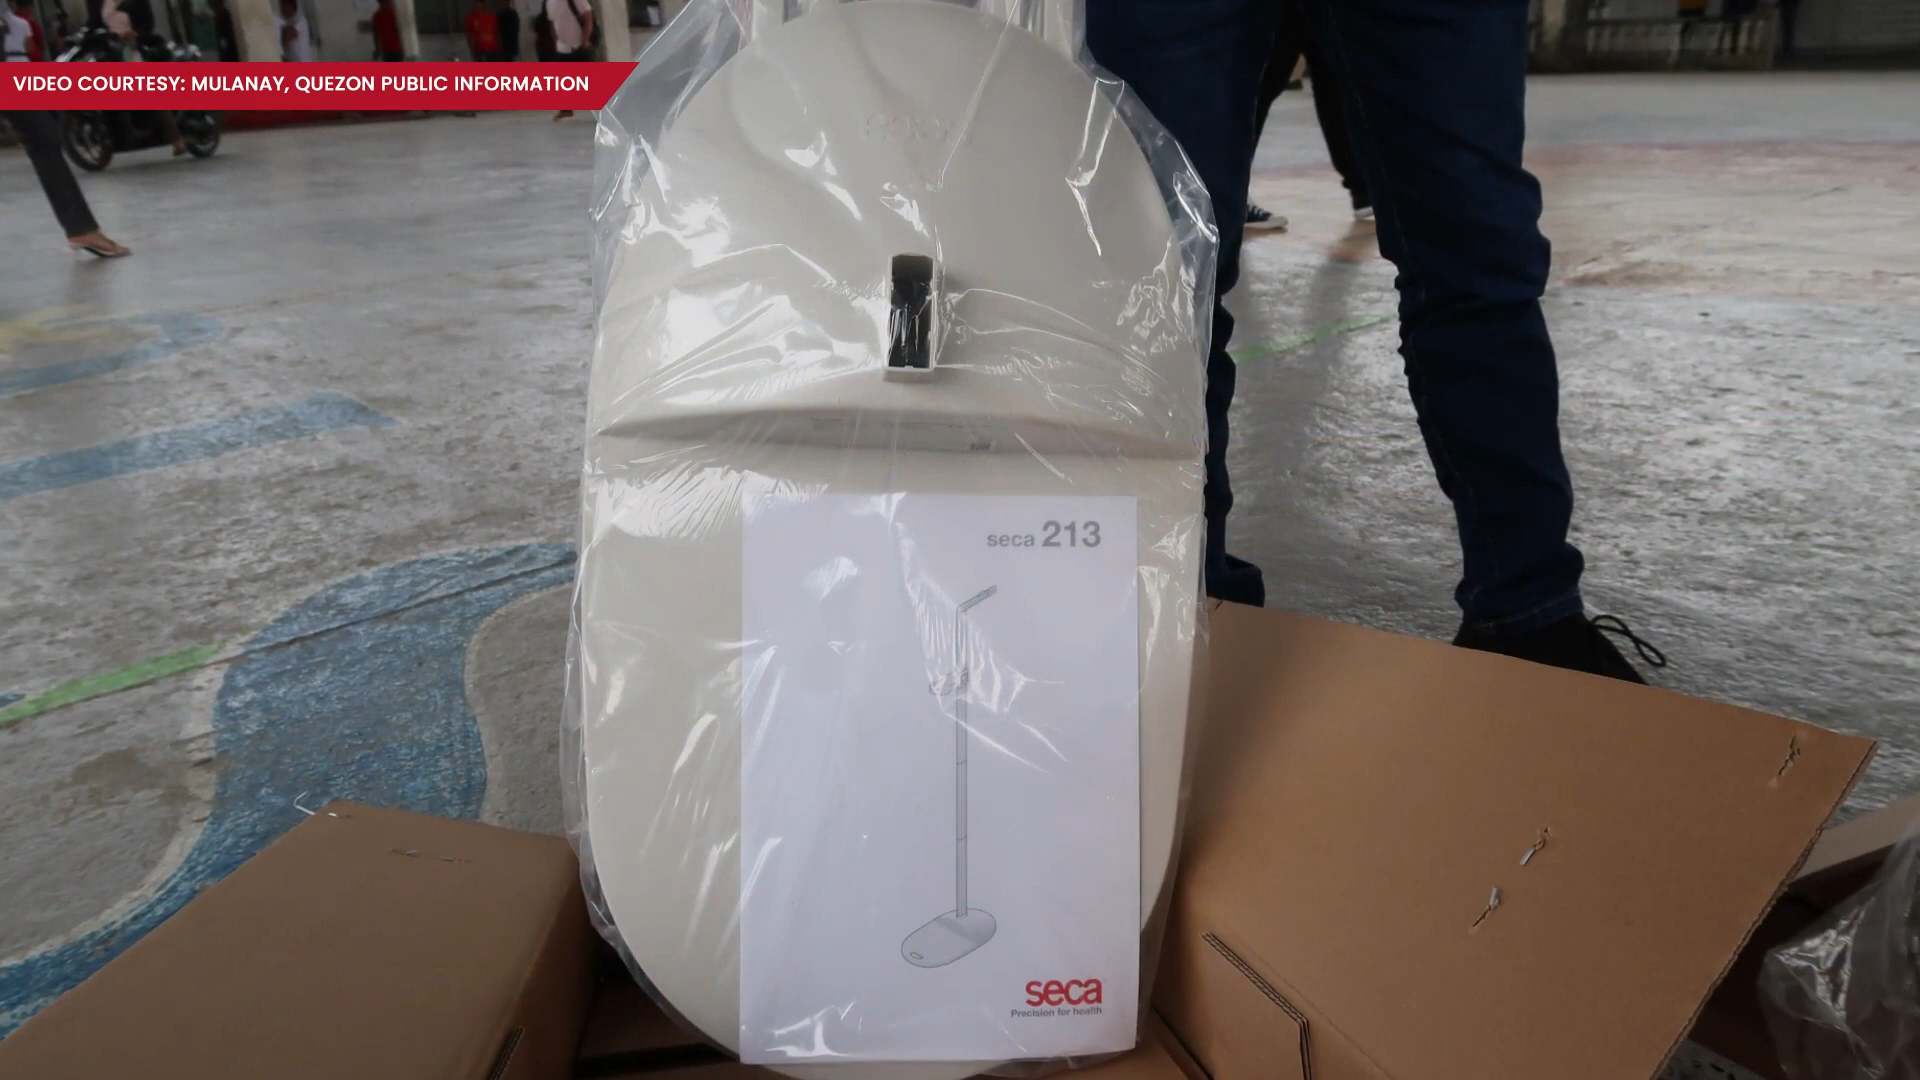 VIDEO COURTESY: MULANAY, QUEZON PUBLIC INFORMATION
seca 213
seca
Precision for health